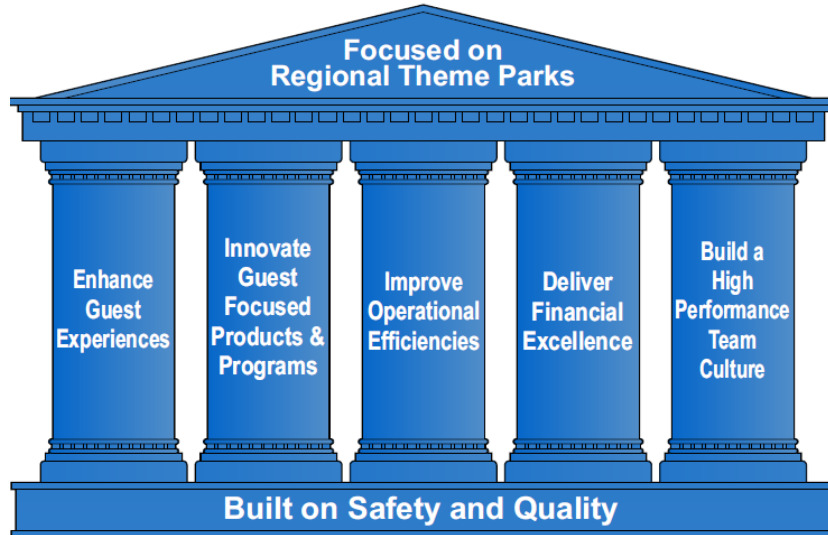 Focused on
Regional Theme Parks
Enhance
Guest
Experiences
Innovate
Guest
Focused
Products &
Programs
Improve
Operational
Efficiencies
Deliver
Financial
Excellence
Build a
High
Performance
Team
Culture
Built on Safety and Quality